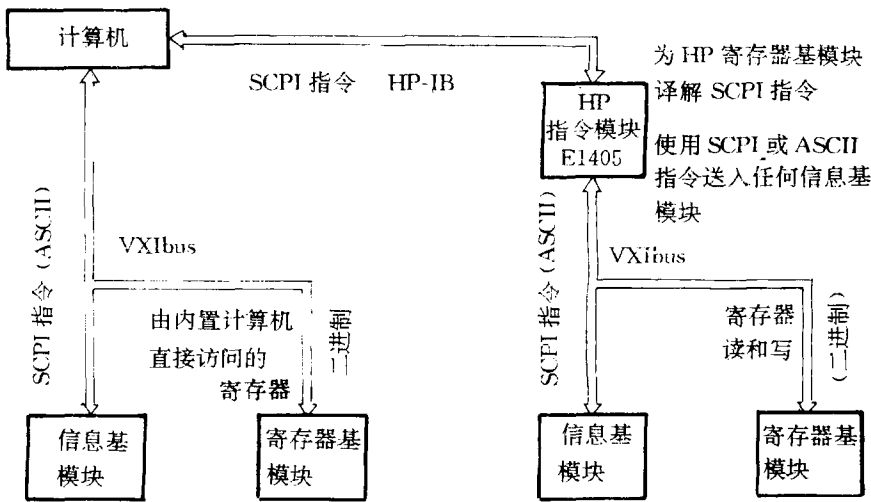 计算机
SCPI 指令 HP-IB
HP
指令模块
E1405
为 HP 寄存器基模块
译解 SCPI 指令
使用 SCPI 或 ASCII
指令送入任何信息基
模块
SCPI 指令 (ASCII)
VXIbus
由内置计算机
直接访问的
寄存器
二进制
SCPI 指令 (ASCII)
VXIbus
寄存器
读和写
(二进制)
信息基
模块
寄存器基
模块
信息基
模块
寄存器基
模块